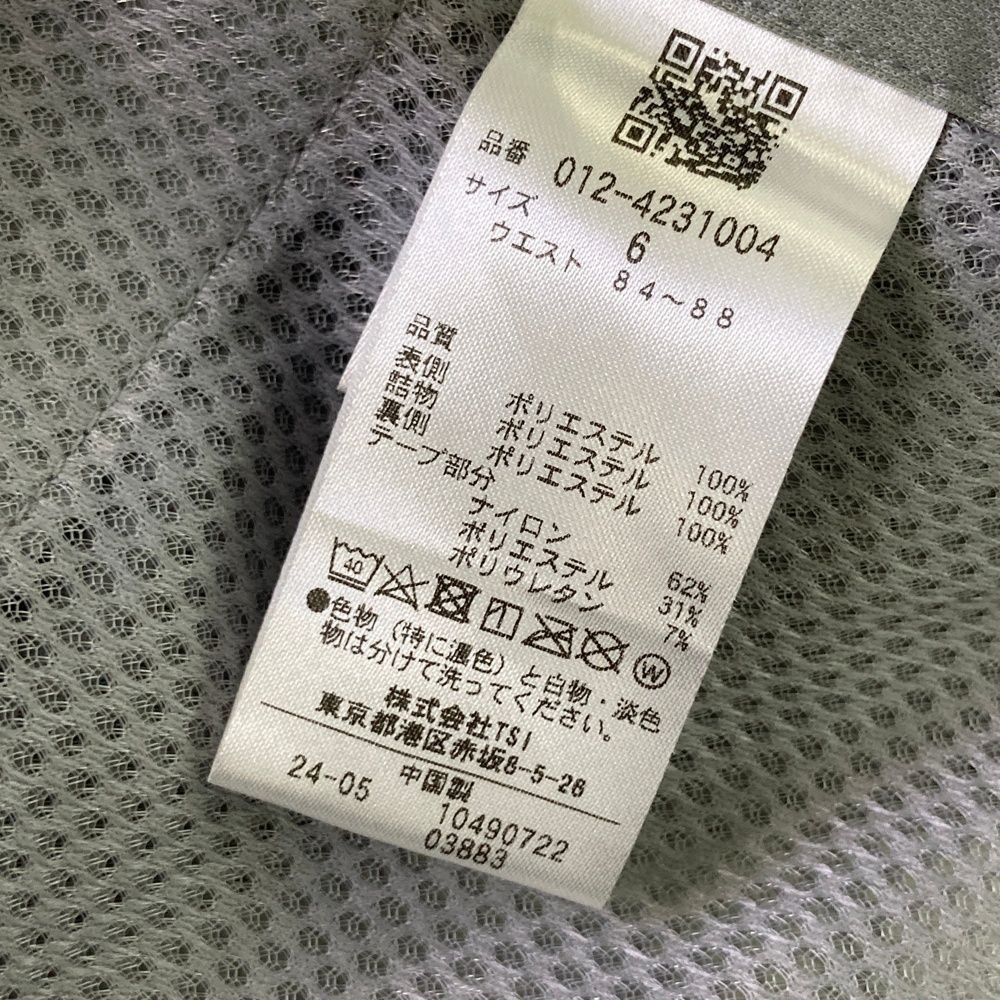 品番 012-4231004
サイズ 6
ウエスト 84～88
品質
表側 ポリエステル 100%
詰物 ポリエステル 100%
裏側 ポリエステル 100%
テープ部分
ナイロン 62%
ポリエステル 31%
ポリウレタン 7%
40
W
●色物（特に濃色）と白物・淡色
物は分けて洗ってください。
株式会社TSI
東京都港区赤坂8-5-26
24-05 中国製
10490722
03883